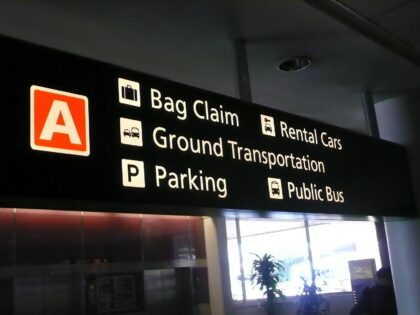 A
Bag Claim
Rental Cars
Ground Transportation
P
Parking
Public Bus